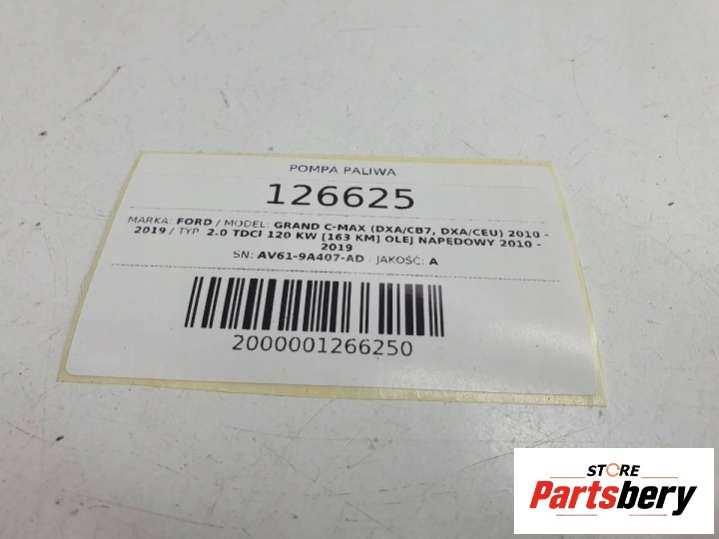 POMPA PALIWA
126625
MARKA: FORD / MODEL: GRAND C-MAX (DXA/CB7, DXA/CEU) 2010 -
2019 / TYP: 2.0 TDCI 120 KW [163 KM] OLEJ NAPĘDOWY 2010 -
2019
SN: AV61-9A407-AD JAKOŚĆ: A
2000001266250
STORE
Partsbery